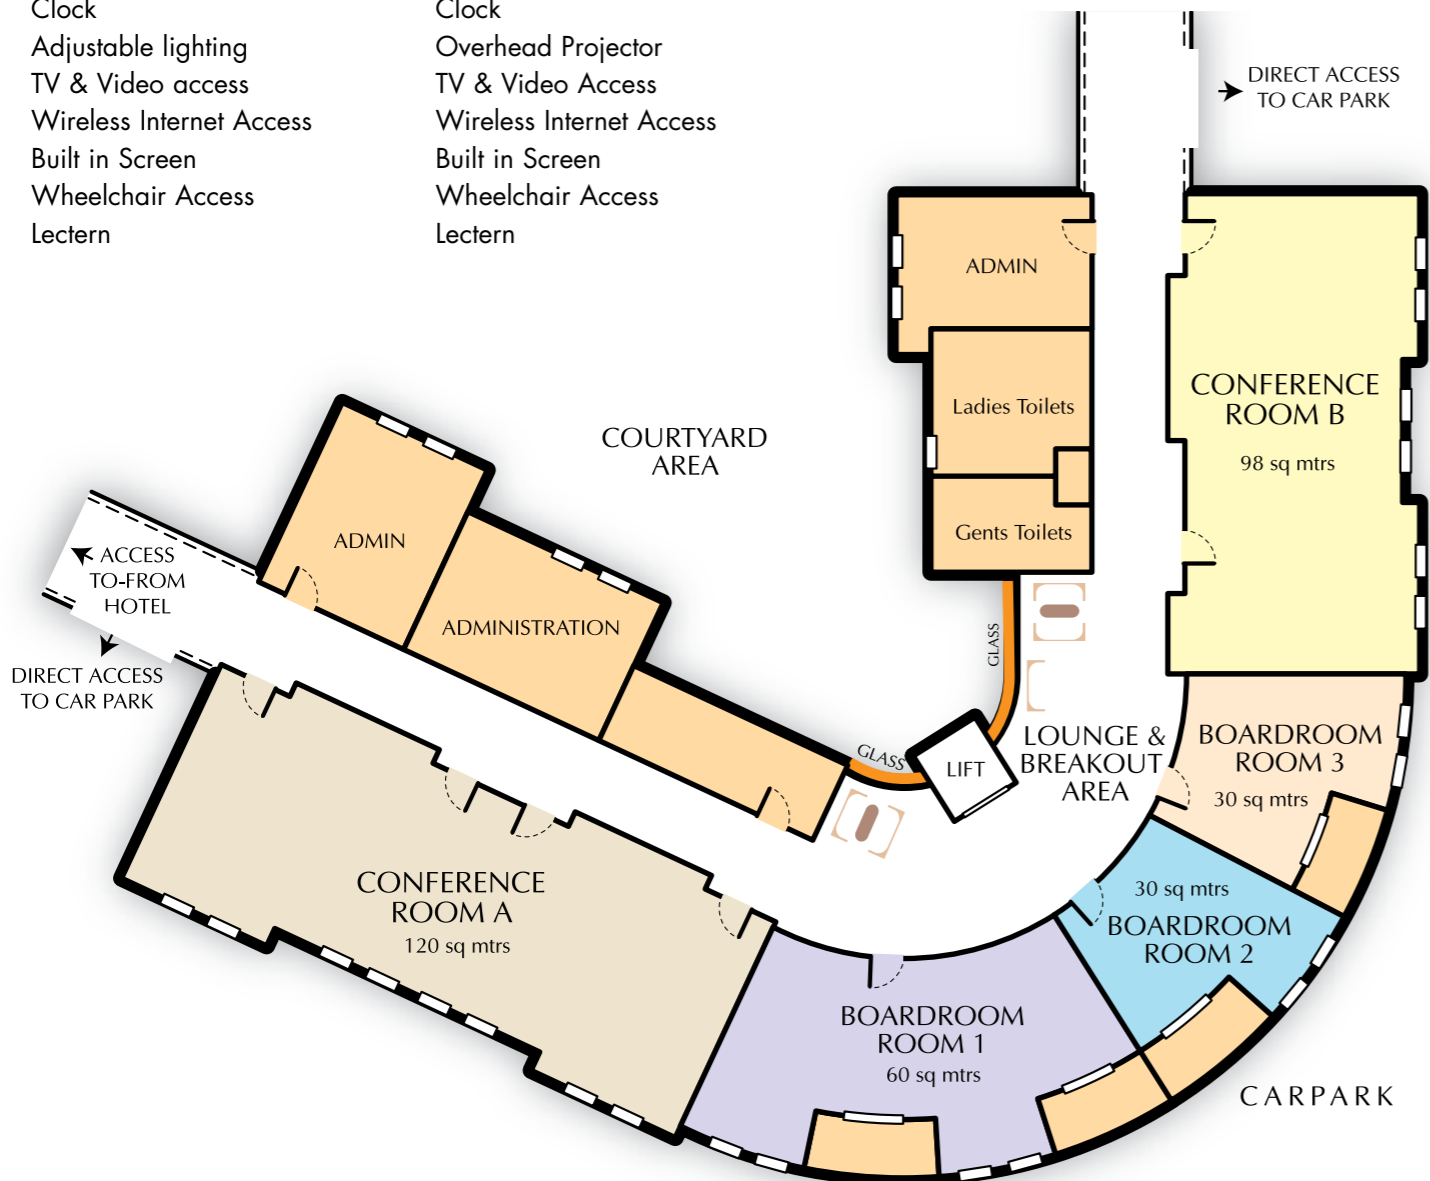 Clock
Adjustable lighting
TV & Video access
Wireless Internet Access
Built in Screen
Wheelchair Access
Lectern
Clock
Overhead Projector
TV & Video Access
Wireless Internet Access
Built in Screen
Wheelchair Access
Lectern
DIRECT ACCESS
TO CAR PARK
ADMIN
Ladies Toilets
Gents Toilets
CONFERENCE
ROOM B
98 sq mtrs
COURTYARD
AREA
ADMIN
ADMINISTRATION
ACCESS
TO-FROM
HOTEL
DIRECT ACCESS
TO CAR PARK
GLASS
GLASS
LIFT
LOUNGE &
BREAKOUT
AREA
BOARDROOM
ROOM 3
30 sq mtrs
30 sq mtrs
BOARDROOM
ROOM 2
CONFERENCE
ROOM A
120 sq mtrs
BOARDROOM
ROOM 1
60 sq mtrs
CARPARK